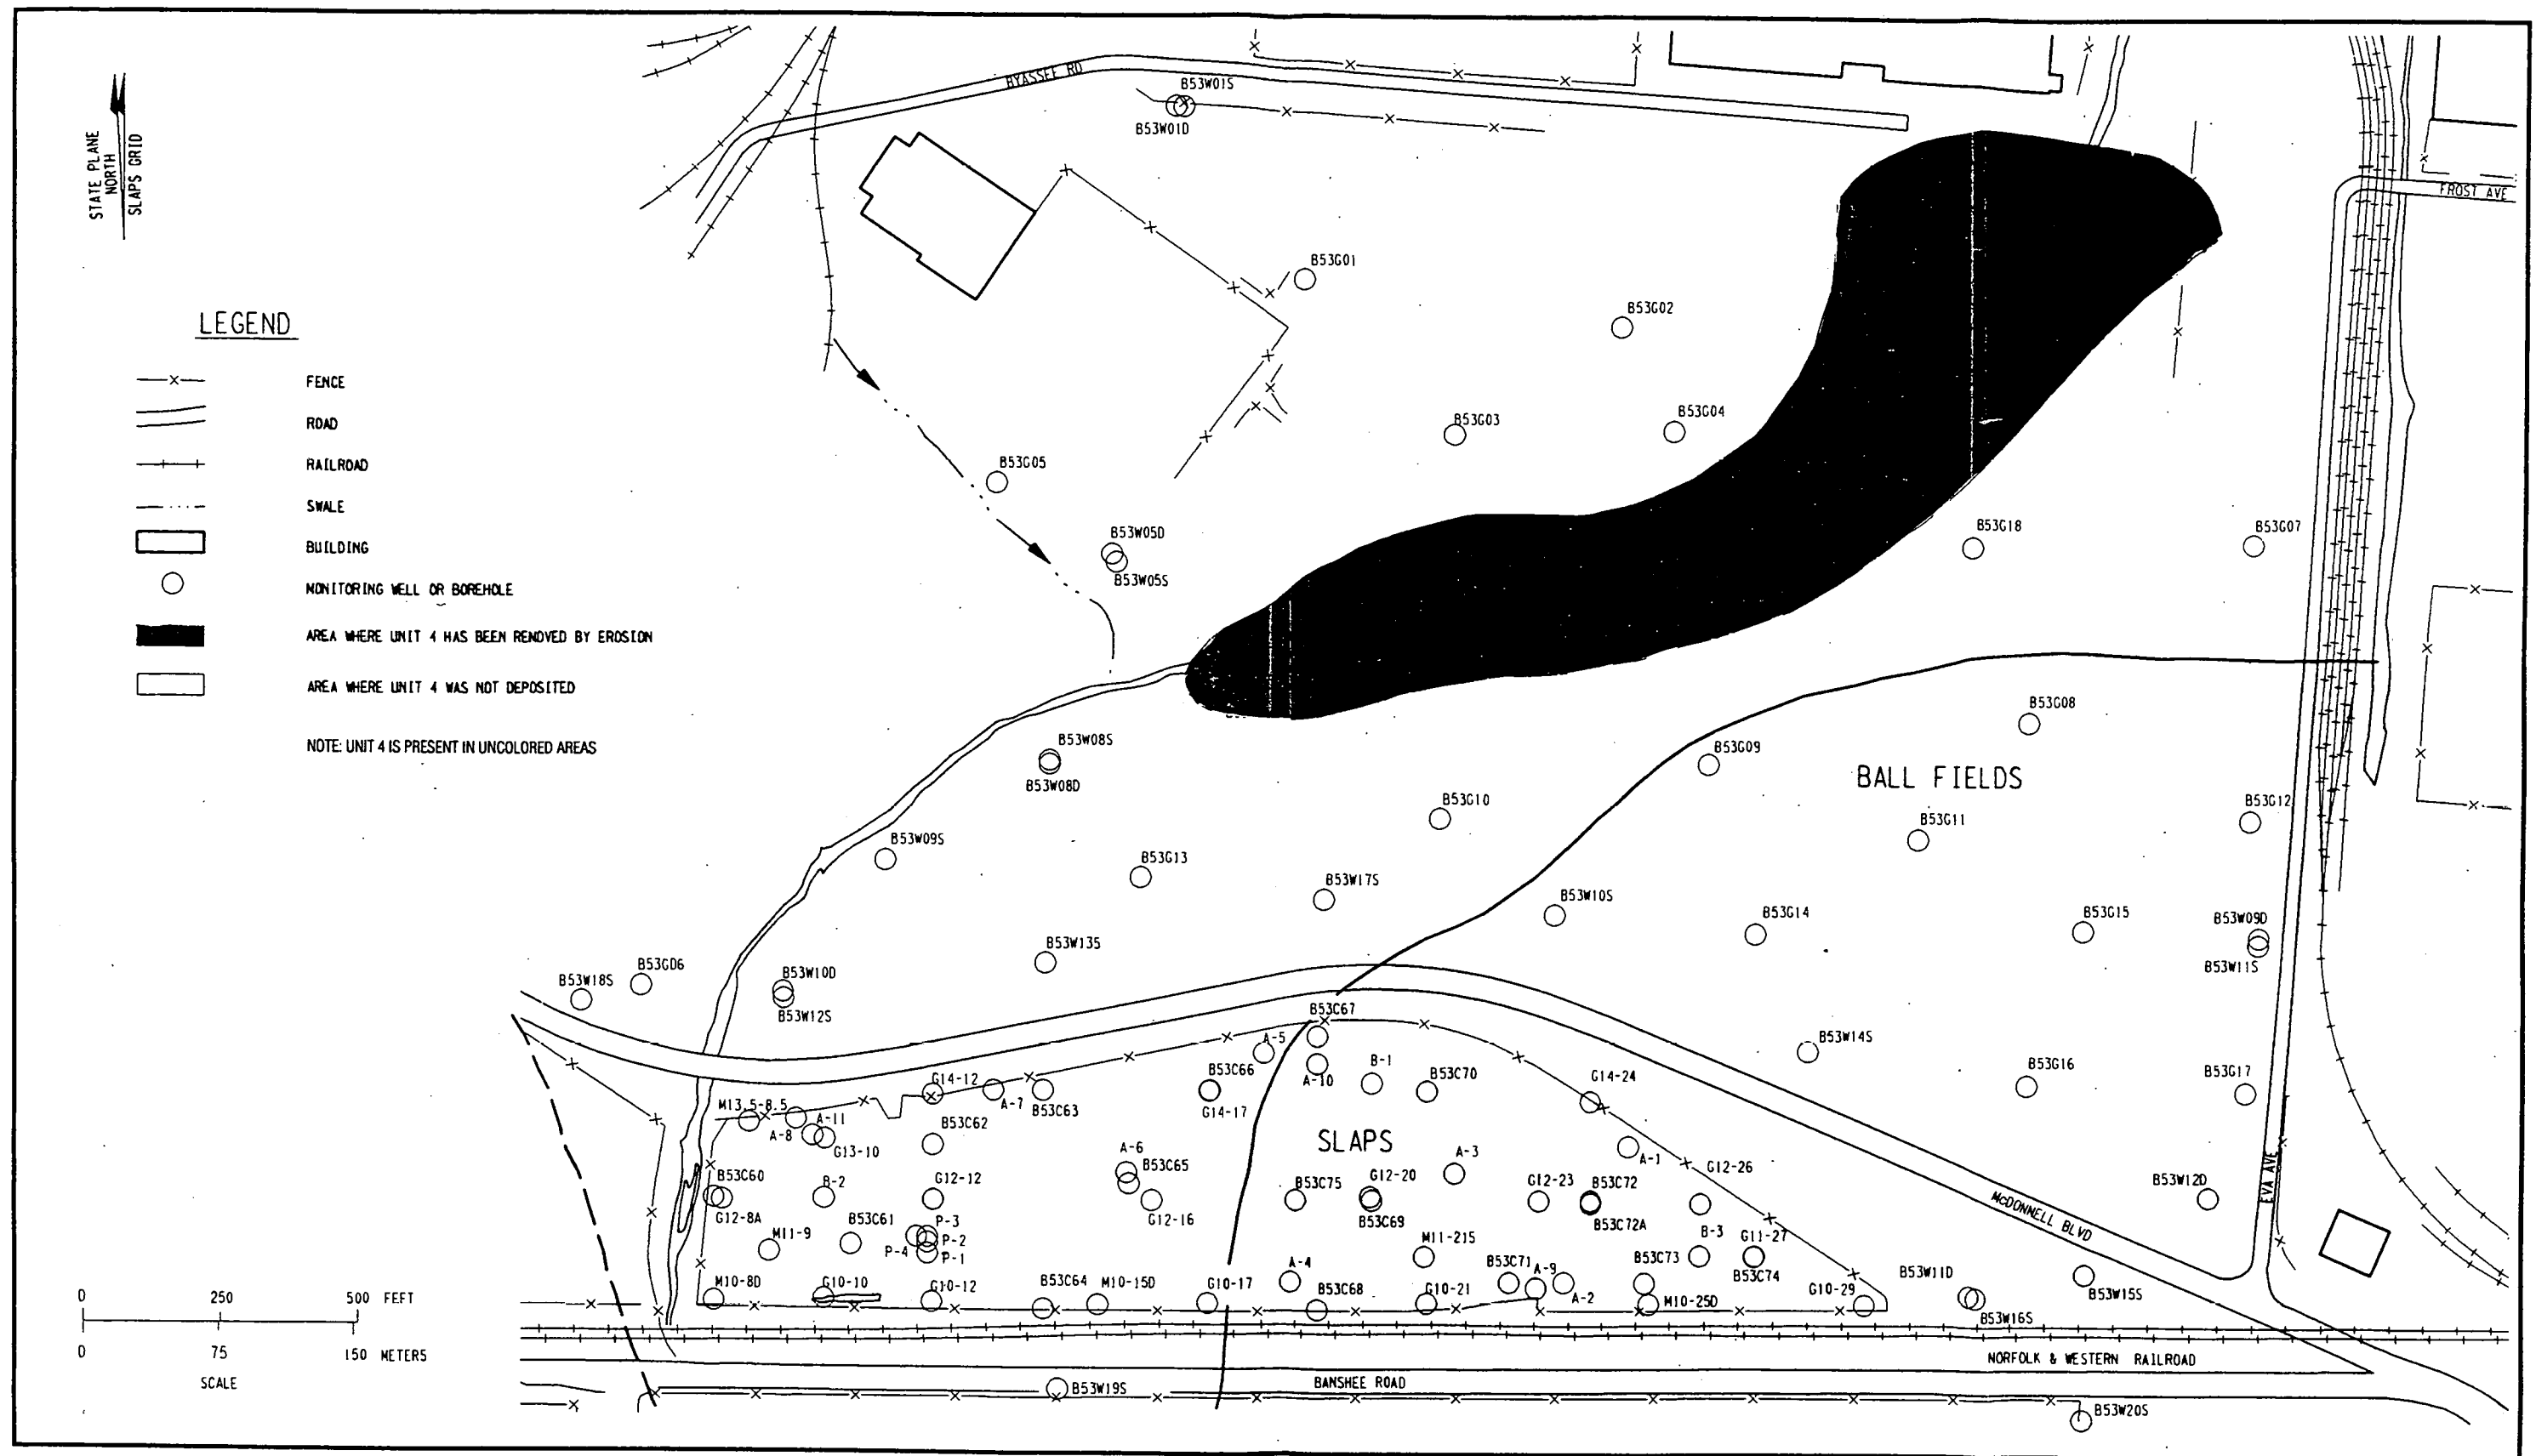 BYASSEE RD
B53W01S
B53W01D
STATE PLANE
NORTH
SLAPS GRID
FROST AVE
B53G01
B53G02
LEGEND
FENCE
ROAD
RAILROAD
SWALE
BUILDING
MONITORING WELL OR BOREHOLE
AREA WHERE UNIT 4 HAS BEEN REMOVED BY EROSION
AREA WHERE UNIT 4 WAS NOT DEPOSITED
NOTE: UNIT 4 IS PRESENT IN UNCOLORED AREAS
B53G03
B53G04
B53G05
B53W05D
B53W05S
B53G18
B53G07
B53G08
B53G09
BALL FIELDS
B53W08S
B53W08D
B53G10
B53G11
B53G12
B53W09S
B53G13
B53W17S
B53W10S
B53G14
B53G15
B53W09D
B53W11S
B53W13S
B53W18S
B53G06
B53W10D
B53W12S
B53C67
A-5
A-10
B-1
B53C70
B53C66
G14-17
B53W14S
B53G16
B53G17
G14-24
G14-12
A-7
B53C63
M13.5-8.5
A-11
A-8
G13-10
B53C62
SLAPS
A-6
B53C65
G12-16
A-3
A-1
G12-26
B53C60
G12-8A
B-2
G12-12
B53C75
G12-20
B53C69
G12-23
B53C72
B53C72A
B53W12D
EVA AVE
McDONNELL BLVD
M11-9
B53C61
P-3
P-2
P-4
P-1
M11-21S
B-3
G11-27
B53C74
B53C73
B53C71
A-9
A-2
A-4
M10-8D
G10-10
G10-12
B53C64
M10-15D
G10-17
B53C68
G10-21
M10-25D
G10-29
B53W11D
B53W16S
B53W15S
0 250 500 FEET
0 75 150 METERS
SCALE
NORFOLK & WESTERN RAILROAD
BANSHEE ROAD
B53W19S
B53W20S